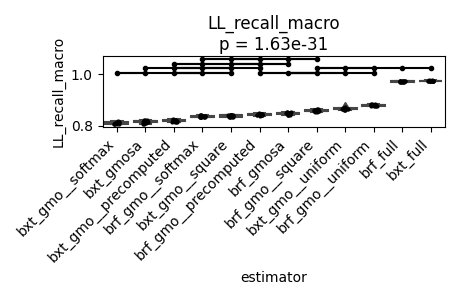 LL_recall_macro
p = 1.63e-31
LL_recall_macro
1.0
0.8
bxt_gmo__softmax
bxt_gmosa
bxt_gmo__precomputed
brf_gmo__softmax
bxt_gmo__square
brf_gmo__precomputed
brf_gmosa
brf_gmo__square
bxt_gmo__uniform
brf_gmo__uniform
brf_full
bxt_full
estimator